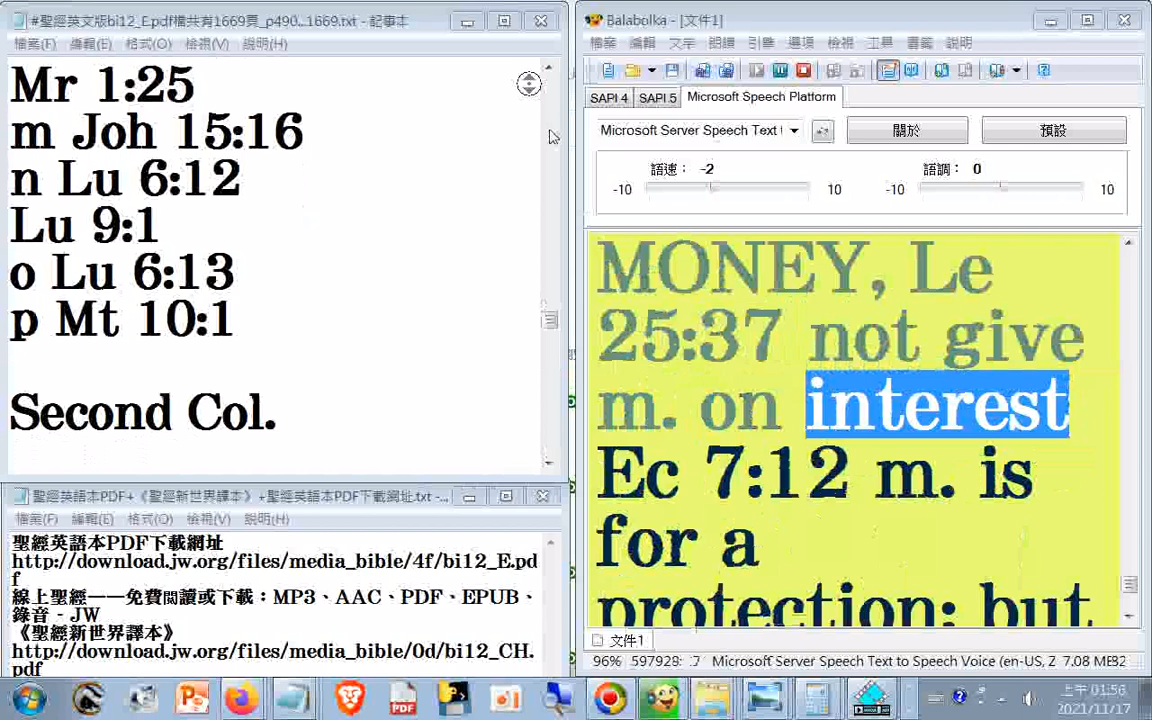 #聖經英文版bi12_E.pdf檔共有1669頁_p490...1669.txt - 記事本
檔案(F) 編輯(E) 格式(O) 檢視(V) 說明(H)
Mr 1:25
m Joh 15:16
n Lu 6:12
Lu 9:1
o Lu 6:13
p Mt 10:1
Second Col.
聖經英語本PDF+《聖經新世界譯本》+聖經英語本PDF下載網址.txt - ...
檔案(F) 編輯(E) 格式(O) 檢視(V) 說明(H)
聖經英語本PDF下載網址
http://download.jw.org/files/media_bible/4f/bi12_E.pd
f
線上聖經——免費閱讀或下載：MP3、AAC、PDF、EPUB、
錄音 - JW
《聖經新世界譯本》
http://download.jw.org/files/media_bible/0d/bi12_CH.
pdf
Balabolka - [文件1]
檔案 編輯 文字 朗讀 引擎 選項 檢視 工具 書籤 說明
SAPI 4 SAPI 5 Microsoft Speech Platform
Microsoft Server Speech Text 關於 預設
語速： -2 語調： 0
-10 10 -10 10
MONEY, Le
25:37 not give
m. on interest
Ec 7:12 m. is
for a
protection; but
文件1
96% 597928: Microsoft Server Speech Text to Speech Voice (en-US, Z 7.08 MB
上午 01:56
2021/11/17